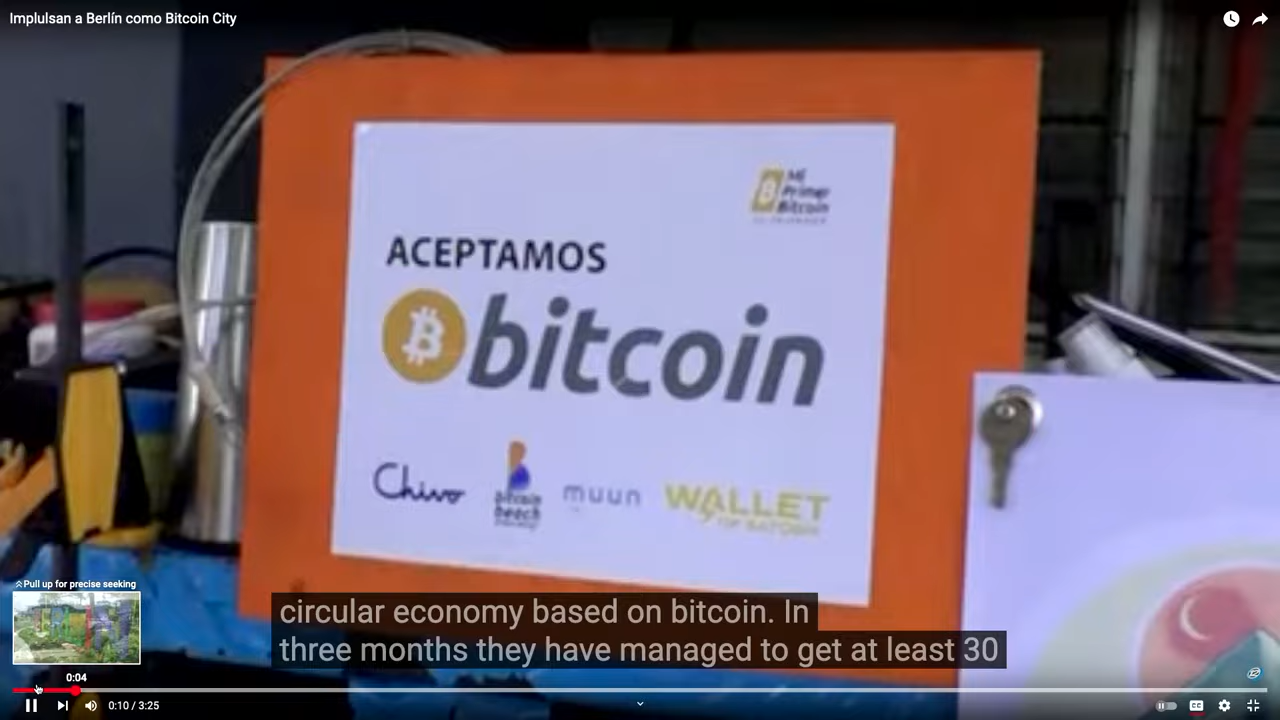 Implulsan a Berlín como Bitcoin City
Mi
Primer
Bitcoin
ACEPTAMOS
bitcoin
Chivo
bitcoin
beach
muun
WALLET
OF SATOSHI
Pull up for precise seeking
circular economy based on bitcoin. In
three months they have managed to get at least 30
0:04
0:10 / 3:25
CC